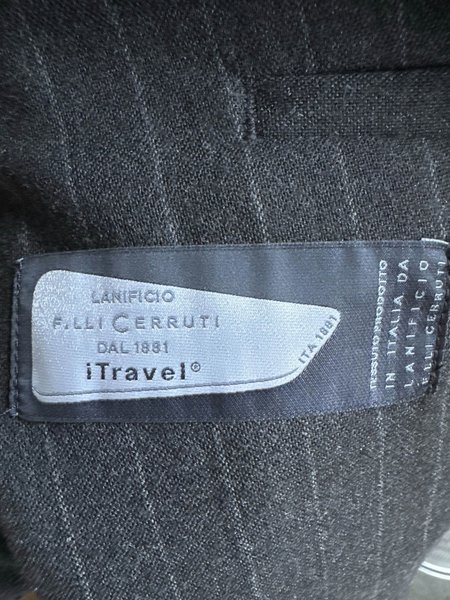 LANIFICIO
F.LLI CERRUTI
DAL 1881
iTravel®
ITA 1881
TESSUTO PRODOTTO
IN ITALIA DA
LANIFICIO
F.LLI CERRUTI